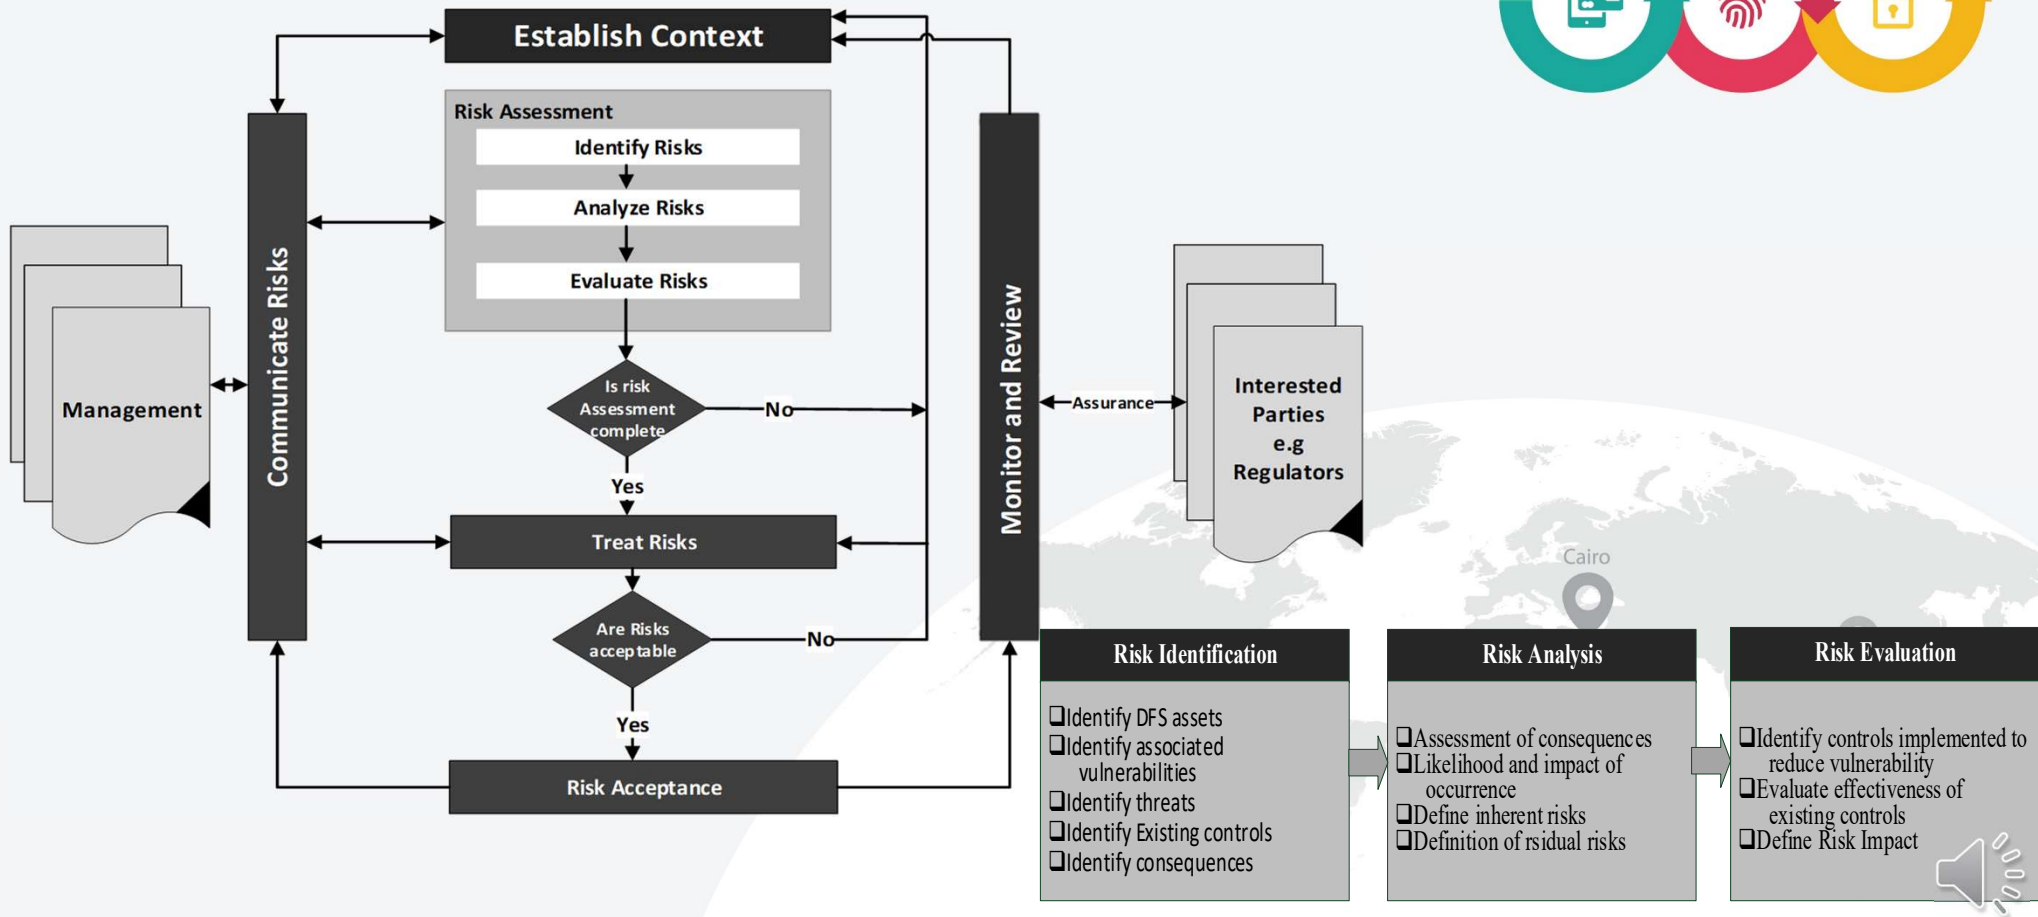 Establish Context
Risk Assessment
Identify Risks
Analyze Risks
Evaluate Risks
Communicate Risks
Management
Is risk
Assessment
complete
No
Yes
Treat Risks
Are Risks
acceptable
No
Yes
Risk Acceptance
Monitor and Review
Assurance
Interested
Parties
e.g
Regulators
Cairo
Risk Identification
❑Identify DFS assets
❑Identify associated
vulnerabilities
❑Identify threats
❑Identify Existing controls
❑Identify consequences
Risk Analysis
❑Assessment of consequences
❑Likelihood and impact of
occurrence
❑Define inherent risks
❑Definition of rsidual risks
Risk Evaluation
❑Identify controls implemented to
reduce vulnerability
❑Evaluate effectiveness of
existing controls
❑Define Risk Impact